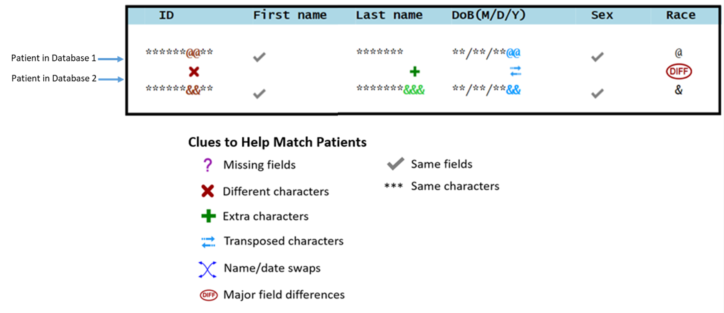 ID First name Last name DoB(M/D/Y) Sex Race
Patient in Database 1 ******@@** ******* **/**/**@@ @
DIFF
Patient in Database 2 ******&&** *******&&& **/**/**&& &
Clues to Help Match Patients
? Missing fields Same fields
Different characters *** Same characters
Extra characters
Transposed characters
Name/date swaps
DIFF Major field differences